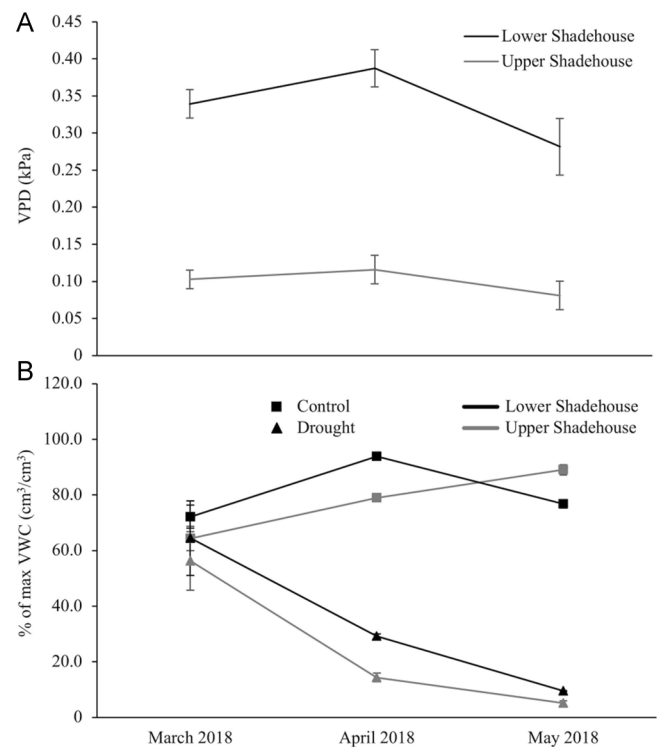 A
0.45
0.40
0.35
0.30
0.25
0.20
0.15
0.10
0.05
0
VPD (kPa)
Lower Shadehouse
Upper Shadehouse
B
120.0
100.0
80.0
60.0
40.0
20.0
0
% of max VWC (cm³/cm³)
Control
Drought
Lower Shadehouse
Upper Shadehouse
March 2018
April 2018
May 2018